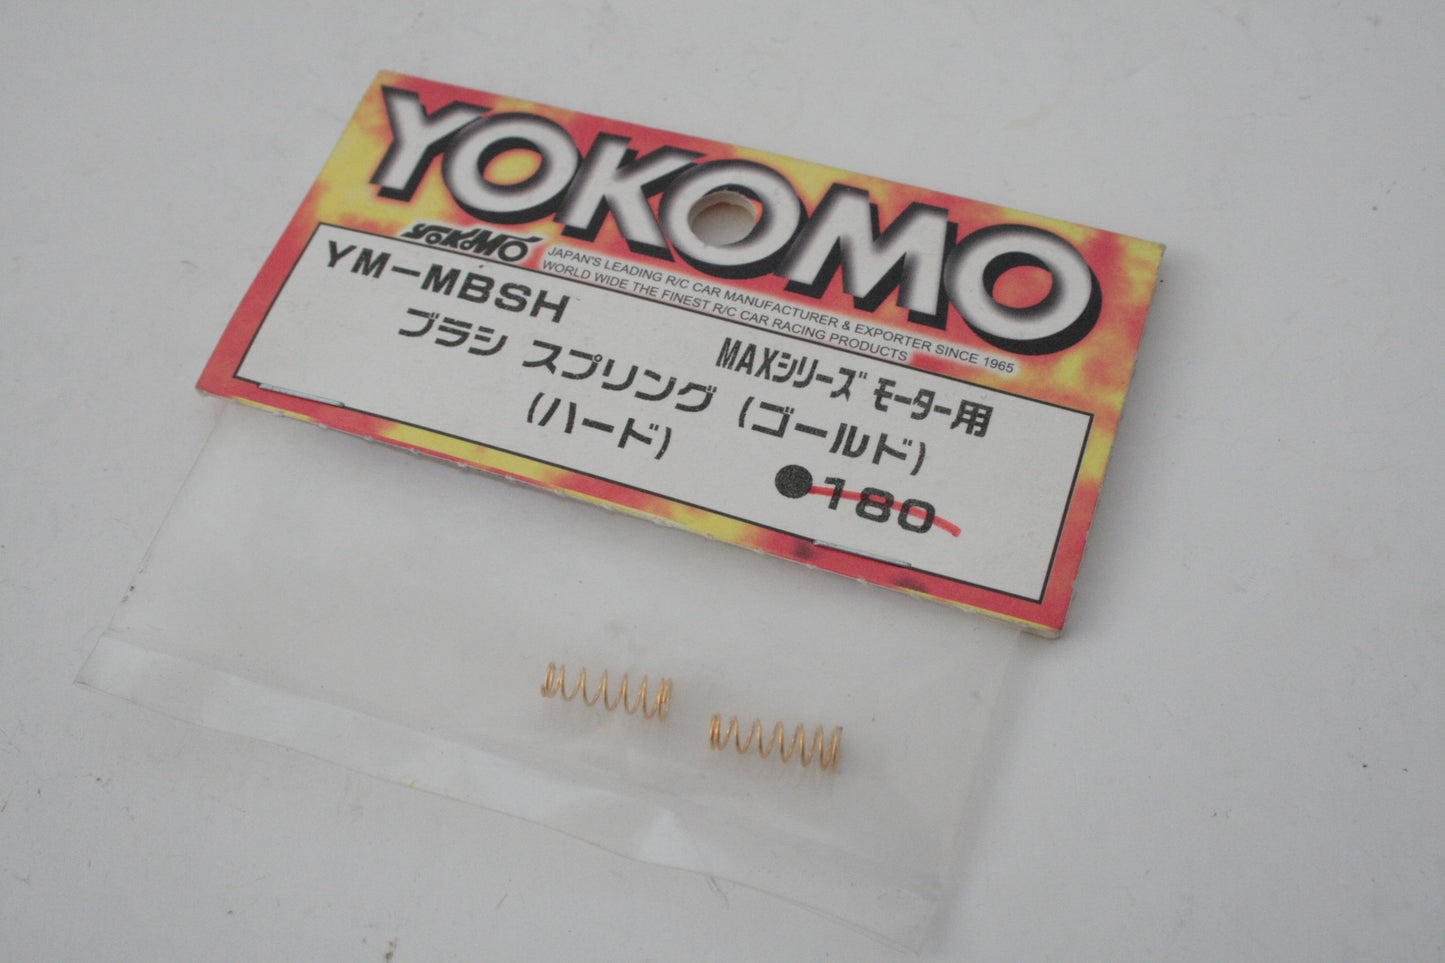 YOKOMO
YOKOMO
JAPAN'S LEADING R/C CAR MANUFACTURER & EXPORTER SINCE 1965
WORLD WIDE THE FINEST R/C CAR RACING PRODUCTS
YM-MBSH
MAXシリーズ モーター用
ブラシ スプリング (ゴールド)
(ハード)
●180